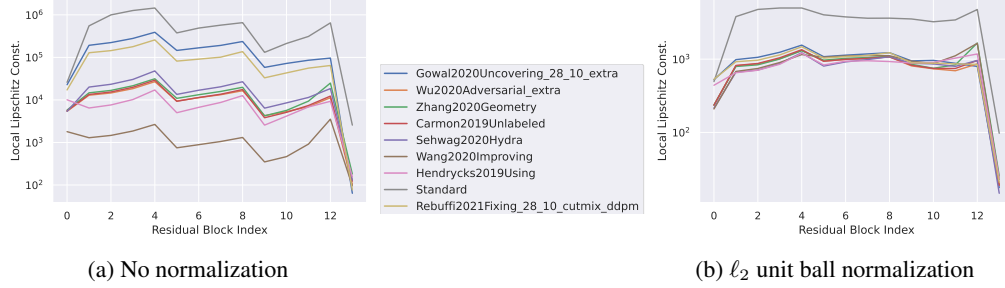 Local Lipschitz Const.
10^6
10^5
10^4
10^3
10^2
0 2 4 6 8 10 12
Residual Block Index
Gowal2020Uncovering_28_10_extra
Wu2020Adversarial_extra
Zhang2020Geometry
Carmon2019Unlabeled
Sehwag2020Hydra
Wang2020Improving
Hendrycks2019Using
Standard
Rebuffi2021Fixing_28_10_cutmix_ddpm
Local Lipschitz Const.
10^3
10^2
0 2 4 6 8 10 12
Residual Block Index
(a) No normalization
(b) ℓ2 unit ball normalization